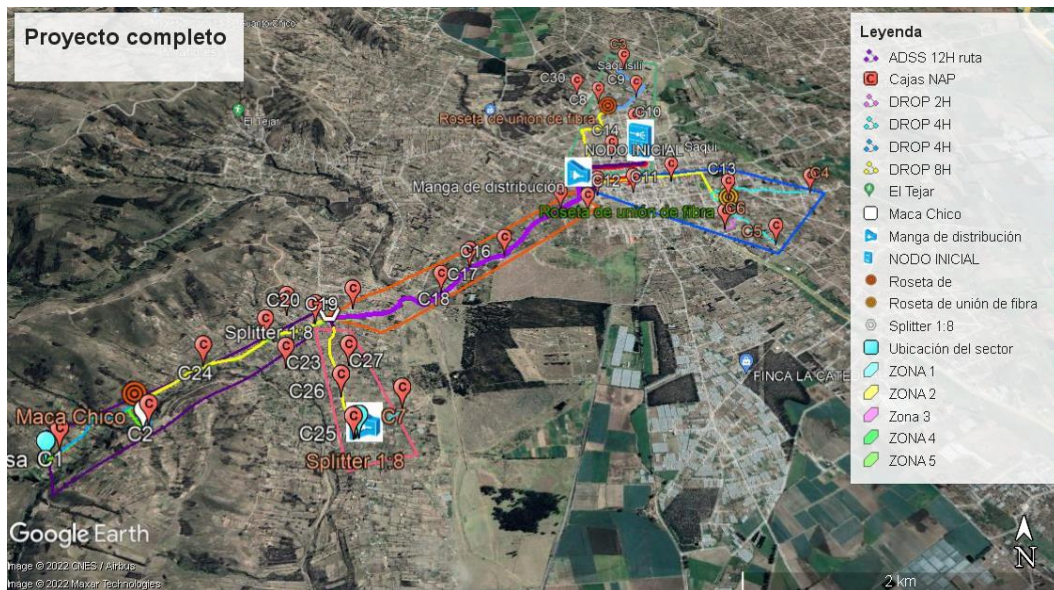 Proyecto completo
C3
Saquisilí
C30
C9
C8
C10
El Tejar
Roseta de unión de fibra
C14
NODO INICIAL
Saqui
C13
C4
C11
C12
Manga de distribución
Roseta de unión de fibra
C6
C5
C16
C17
C18
C20
C19
Splitter 1:8
C23
C27
C24
C26
FINCA LA CATE
Maca Chico
C7
C2
C25
sa C1
Splitter 1:8
Google Earth
Image © 2022 CNES / Airbus
Image © 2022 Maxar Technologies
2 km
N
Leyenda
ADSS 12H ruta
C Cajas NAP
DROP 2H
DROP 4H
DROP 4H
DROP 8H
El Tejar
Maca Chico
Manga de distribución
NODO INICIAL
Roseta de
Roseta de unión de fibra
Splitter 1:8
Ubicación del sector
ZONA 1
ZONA 2
Zona 3
ZONA 4
ZONA 5